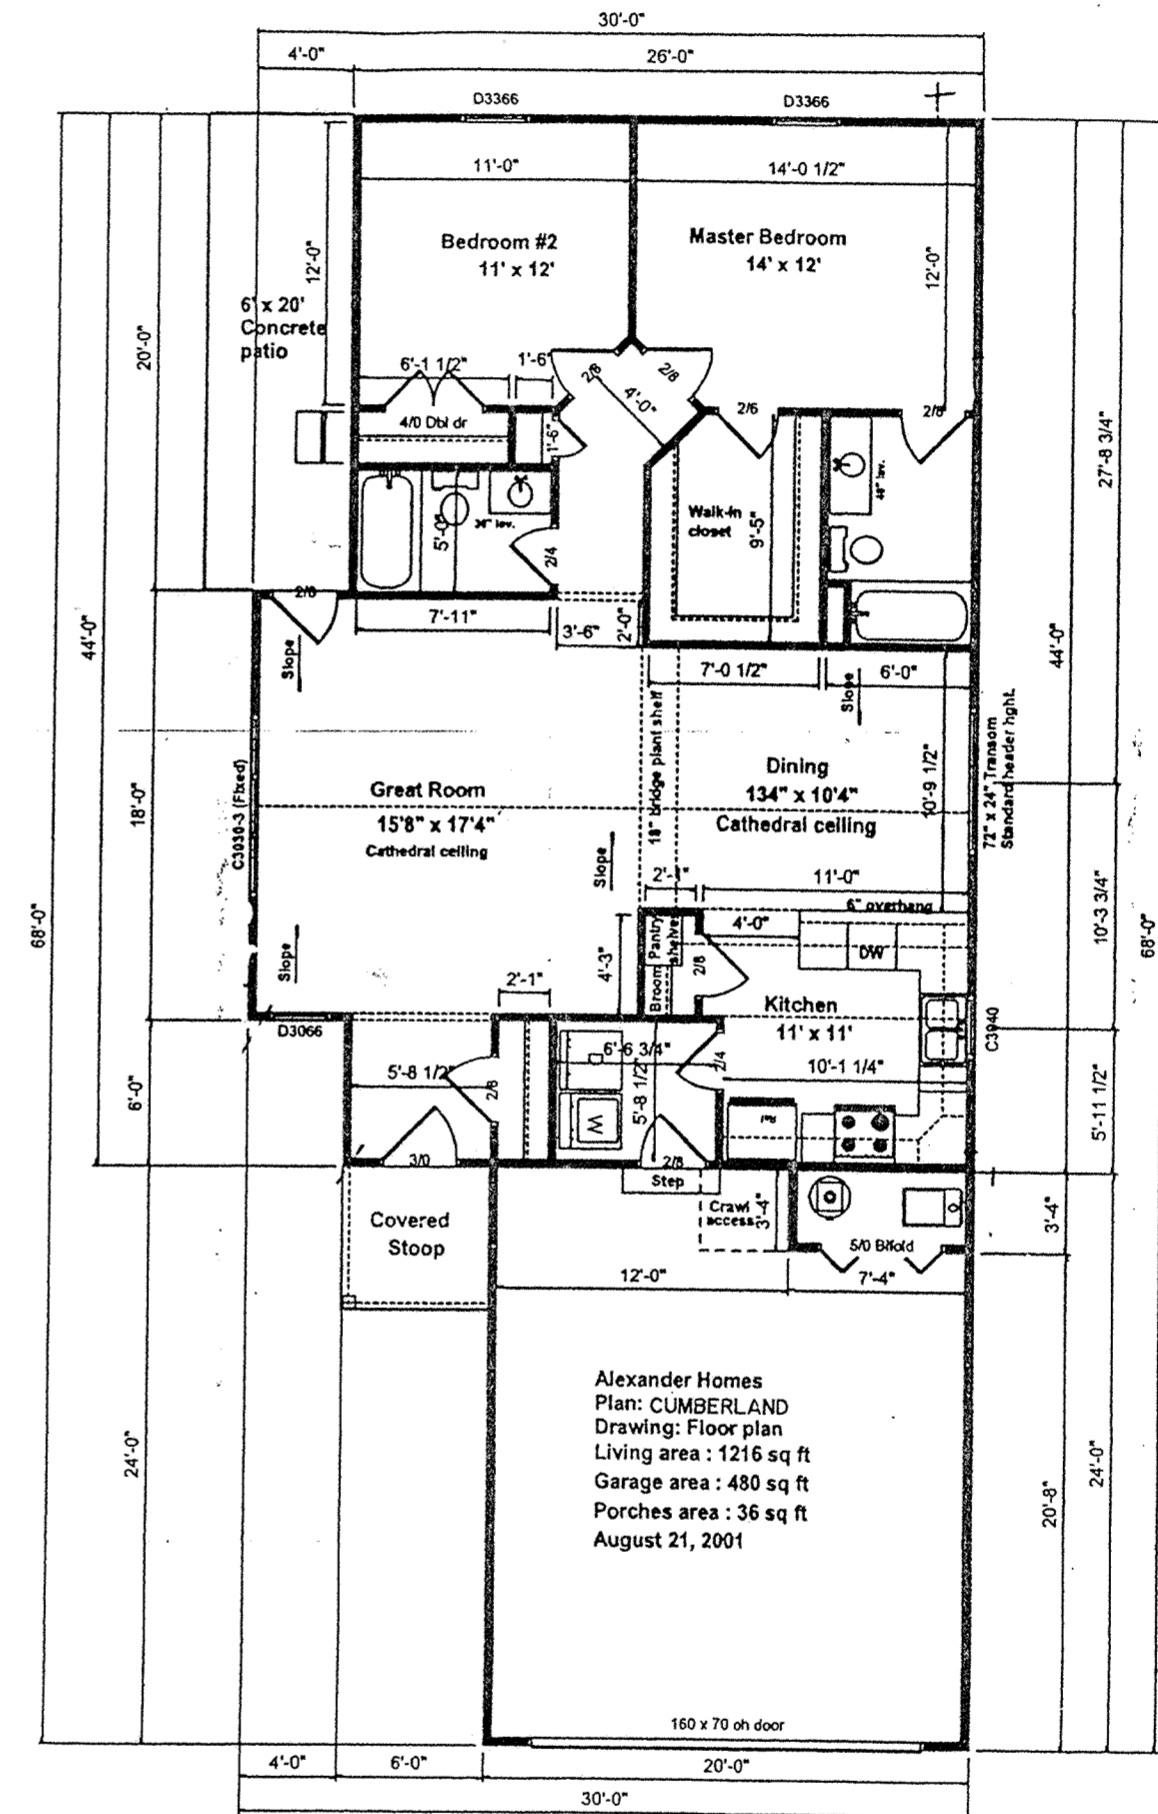 30'-0"
4'-0"
26'-0"
D3366
D3366
11'-0"
14'-0 1/2"
Bedroom #2
11' x 12'
Master Bedroom
14' x 12'
12'-0"
12'-0"
6' x 20'
Concrete
patio
20'-0"
6'-1 1/2"
1'-6"
2/8
2/8
4'-0"
2/6
2/8
4/0 Dbl dr
1'-6"
27'-8 3/4"
5'-0"
36" lav.
48" lav.
Walk-in
closet
9'-5"
2/4
2/8
7'-11"
3'-6"
2'-0"
44'-0"
44'-0"
Slope
7'-0 1/2"
6'-0"
Slope
18" Bridge plant shelf
C3030-3 (Fixed)
18'-0"
Great Room
15'8" x 17'4"
Cathedral ceiling
Dining
134" x 10'4"
Cathedral ceiling
10'-9 1/2"
72" x 24" Transom
Standard header hght.
Slope
2'-1"
11'-0"
6" overhang
68'-0"
68'-0"
10'-3 3/4"
Slope
4'-0"
4'-3"
Broom
Pantry
shelves
2/8
DW
2'-1"
Kitchen
11' x 11'
D3066
C3040
6'-6 3/4"
5'-8 1/2"
5'-8 1/2"
2/8
2/4
10'-1 1/4"
6'-0"
5'-11 1/2"
W
Ref
3/0
2/8
Step
Covered
Stoop
Crawl
access
3'-4"
5/0 Bifold
3'-4"
12'-0"
7'-4"
Alexander Homes
Plan: CUMBERLAND
Drawing: Floor plan
Living area : 1216 sq ft
Garage area : 480 sq ft
Porches area : 36 sq ft
August 21, 2001
24'-0"
20'-8"
24'-0"
160 x 70 oh door
4'-0"
6'-0"
20'-0"
30'-0"